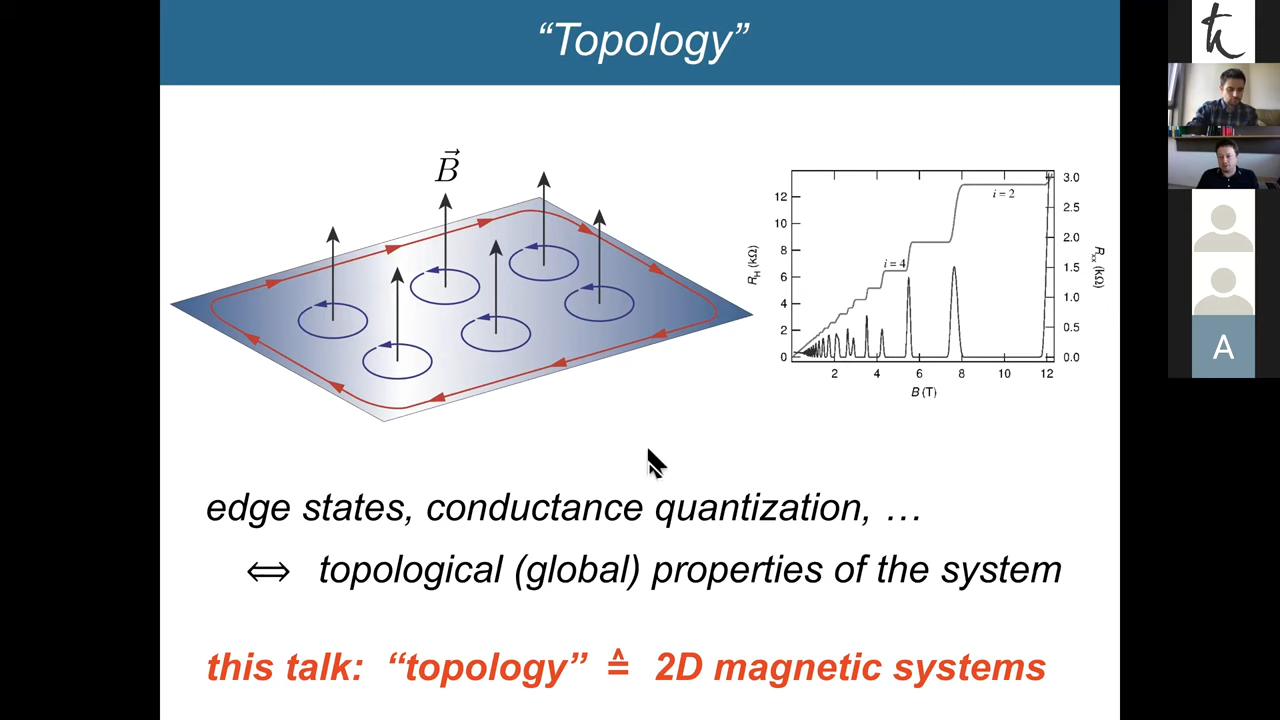 “Topology”
B⃗
i = 2
i = 4
R_H (kΩ)
12
10
8
6
4
2
0
3.0
2.5
2.0
1.5
1.0
0.5
0.0
R_xx (kΩ)
2
4
6
8
10
12
B (T)
edge states, conductance quantization, …
⟺ topological (global) properties of the system
this talk: “topology” ≙ 2D magnetic systems
A